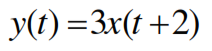 y(t) =3x(t +2)